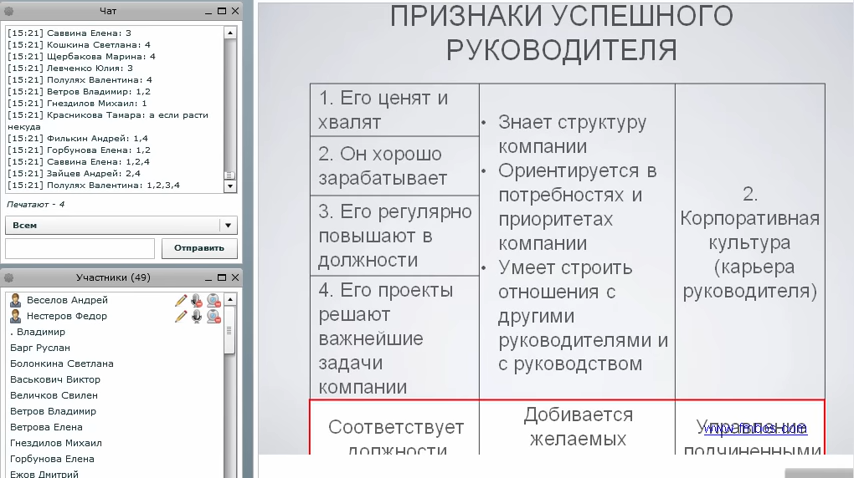 Чат
[15:21] Саввина Елена: 3
[15:21] Кошкина Светлана: 4
[15:21] Щербакова Марина: 4
[15:21] Левченко Юлия: 3
[15:21] Полулях Валентина: 4
[15:21] Ветров Владимир: 1,2
[15:21] Гнездилов Михаил: 1
[15:21] Красникова Тамара: а если расти
некуда
[15:21] Филькин Андрей: 1,4
[15:21] Горбунова Елена: 1,2
[15:21] Саввина Елена: 1,2,4
[15:21] Зайцев Андрей: 2,4
[15:21] Полулях Валентина: 1,2,3,4
Печатают - 4
Всем
Отправить
Участники (49)
Веселов Андрей
Нестеров Федор
. Владимир
Барг Руслан
Болонкина Светлана
Васькович Виктор
Величков Свилен
Ветров Владимир
Ветрова Елена
Гнездилов Михаил
Горбунова Елена
Ежов Дмитрий
ПРИЗНАКИ УСПЕШНОГО
РУКОВОДИТЕЛЯ
1. Его ценят и
хвалят
2. Он хорошо
зарабатывает
3. Его регулярно
повышают в
должности
4. Его проекты
решают
важнейшие
задачи
компании
• Знает структуру
компании
• Ориентируется в
потребностях и
приоритетах
компании
• Умеет строить
отношения с
другими
руководителями и
с руководством
2.
Корпоративная
культура
(карьера
руководителя)
Соответствует
должности
Добивается
желаемых
Управление
подчиненными